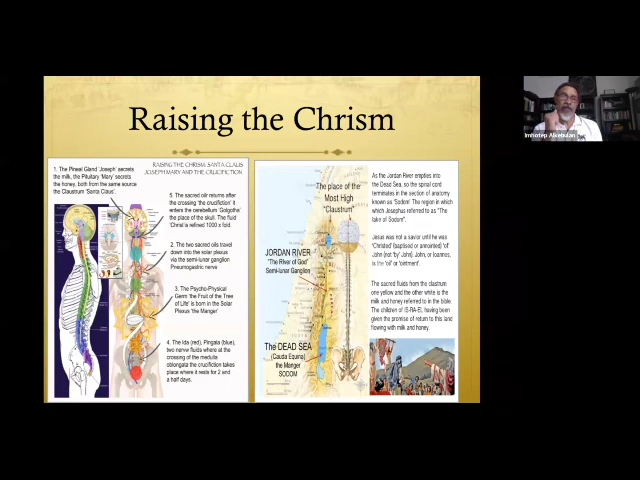 Raising the Chrism
RAISING THE CHRISM: SANTA CLAUS
JOSEPH MARY AND THE CRUCIFICTION
1. The Pineal Gland 'Joseph' secrets
the milk, the Pituitary 'Mary' secrets
the honey, both from the same source
the Claustrum 'Santa Claus'.
5. The sacred oil returns after
the crossing 'the crucifiction' it
enters the cerebellum 'Golgotha'
the place of the skull. The fluid
'Christ' is refined 1000 x fold
2. The two sacred oils travel
down into the solar plexus
via the semi-lunar ganglion
Pneumogastric nerve
3. The Psycho-Physical
Germ 'the Fruit of the Tree
of Life' is born in the Solar
Plexus 'the Manger'
4. The Ida (red), Pingala (blue),
two nerve fluids where at the
crossing of the medulla
oblongata the crucifiction takes
place where it rests for 2 and
a half days.
The place of the
Most High
"Claustrum"
JORDAN RIVER
"The River of God"
Semi-lunar Ganglion
The DEAD SEA
(Cauda Equina)
the Manger
SODOM
As the Jordan River empties into
the Dead Sea, so the spinal cord
terminates in the section of anatomy
known as 'Sodom' The region in which
which Josephus referred to as "The
lake of Sodom".
Jesus was not a savior until he was
'Christed' (baptised or annointed) 'of'
John (not 'by' John). John, or Ioannes,
is the 'oil' or 'ointment'.
The sacred fluids from the claustrum
one yellow and the other white is the
milk and honey referred to in the bible.
The children of IS-RA-El, having been
given the promise of return to this land
flowing with milk and honey.
Imhotep Alkebulan